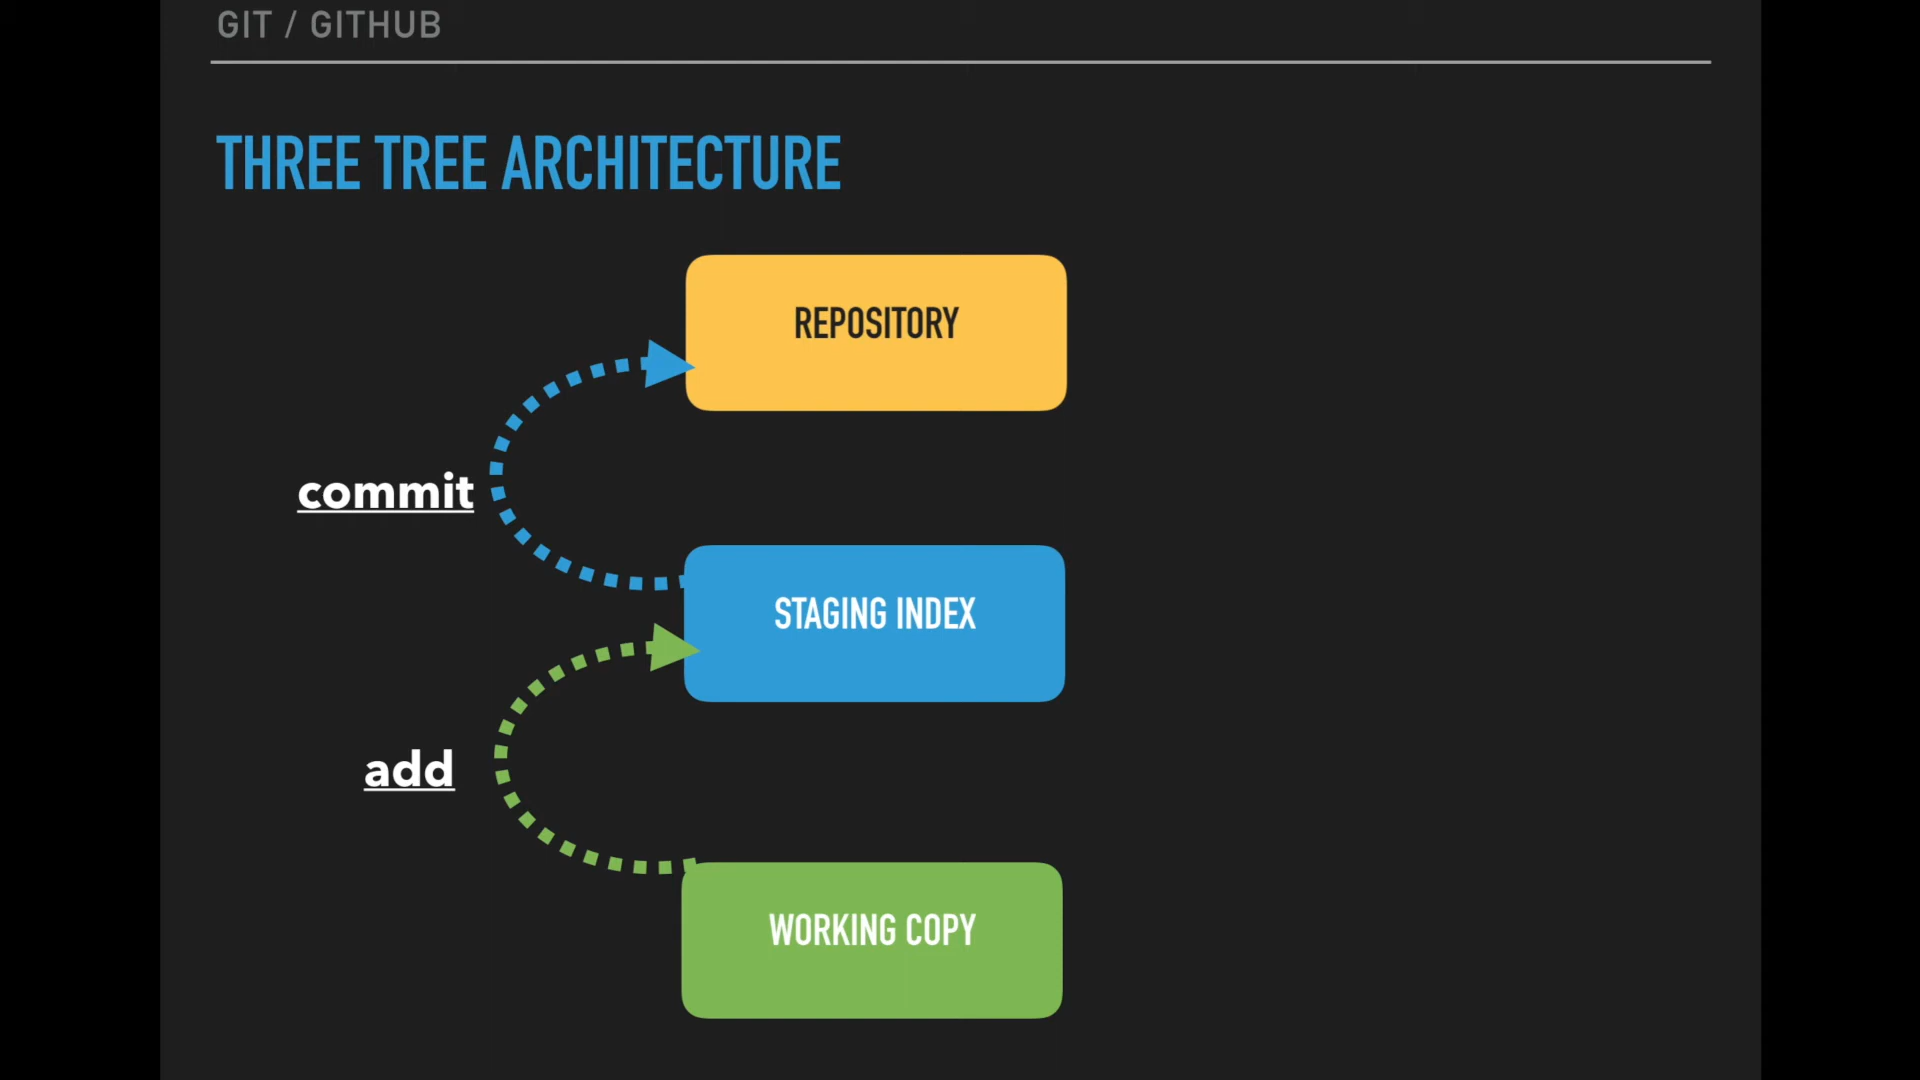 GIT / GITHUB
THREE TREE ARCHITECTURE
REPOSITORY
commit
STAGING INDEX
add
WORKING COPY